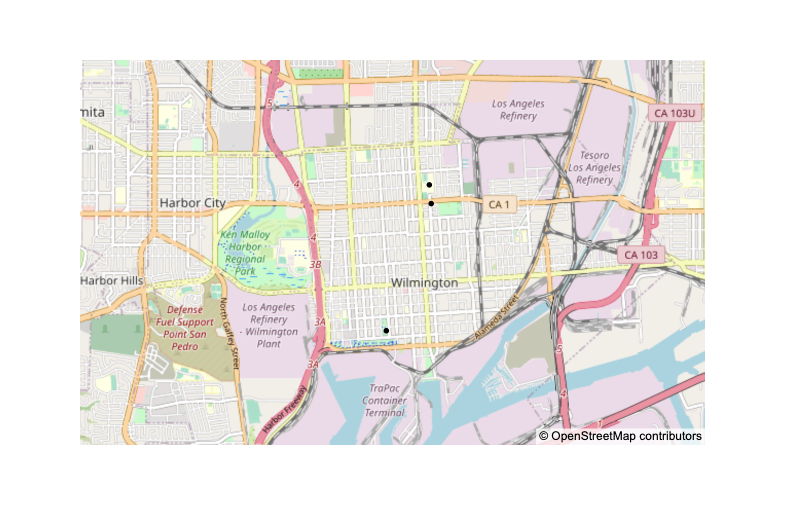 5
Los Angeles
Refinery
CA 103U
mita
Tesoro
Los Angeles
Refinery
4
Harbor City
CA 1
4
Ken Malloy
Harbor
Regional
Park
CA 103
3B
Harbor Hills
Wilmington
Defense
Fuel Support
Point San
Pedro
North Gaffey Street
Los Angeles
Refinery
- Wilmington
Plant
3A
Alameda Street
5
3A
TraPac
Container
Terminal
4
Harbor Freeway
1
© OpenStreetMap contributors